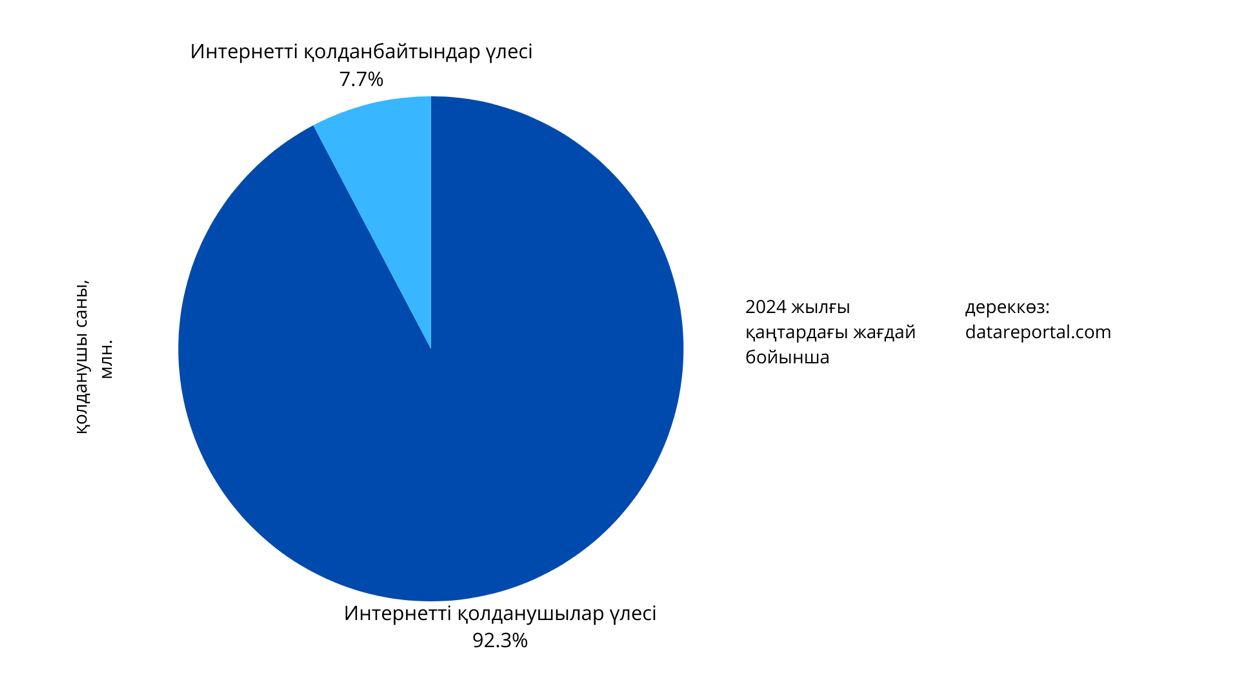 Интернетті қолданбайтындар үлесі
7.7%
қолданушы саны,
млн.
2024 жылғы
қаңтардағы жағдай
бойынша
дереккөз:
datareportal.com
Интернетті қолданушылар үлесі
92.3%